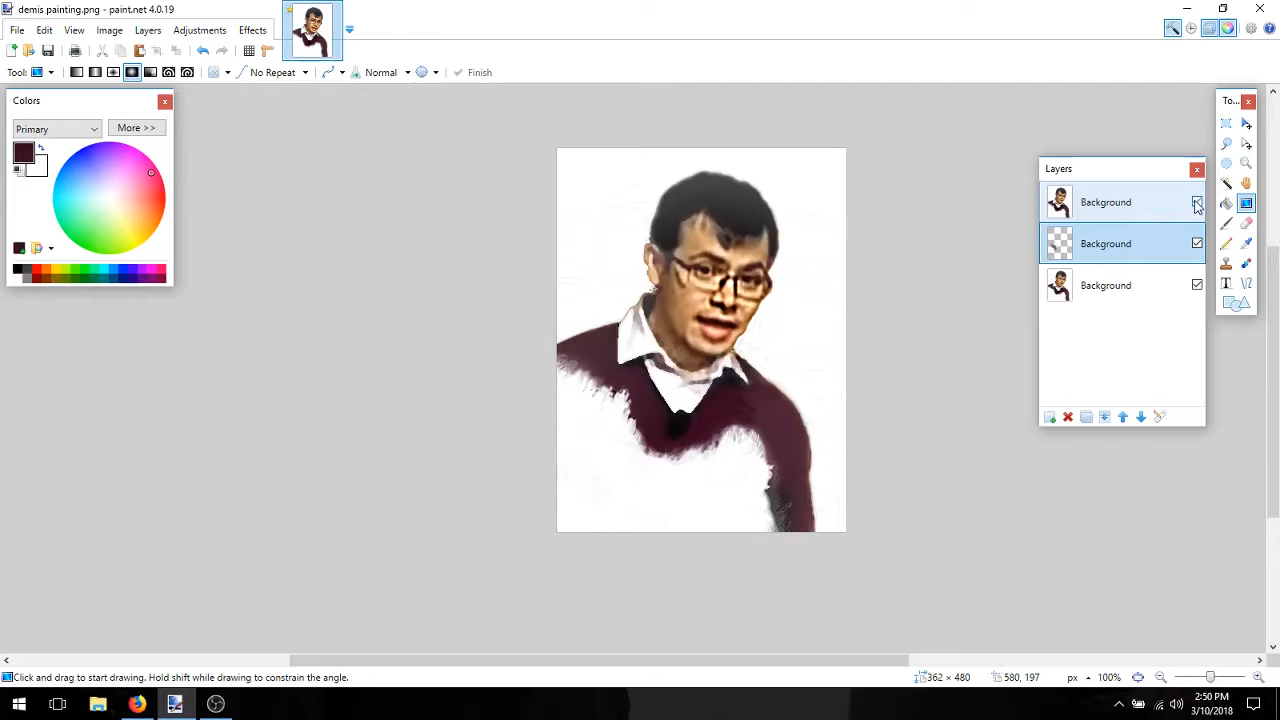 demis painting.png - paint.net 4.0.19
File Edit View Image Layers Adjustments Effects
Tool: No Repeat Normal Finish
Colors
Primary More >>
To...
Layers
Background
Background
Background
Click and drag to start drawing. Hold shift while drawing to constrain the angle.
362 × 480 580, 197 px 100%
2:50 PM
3/10/2018